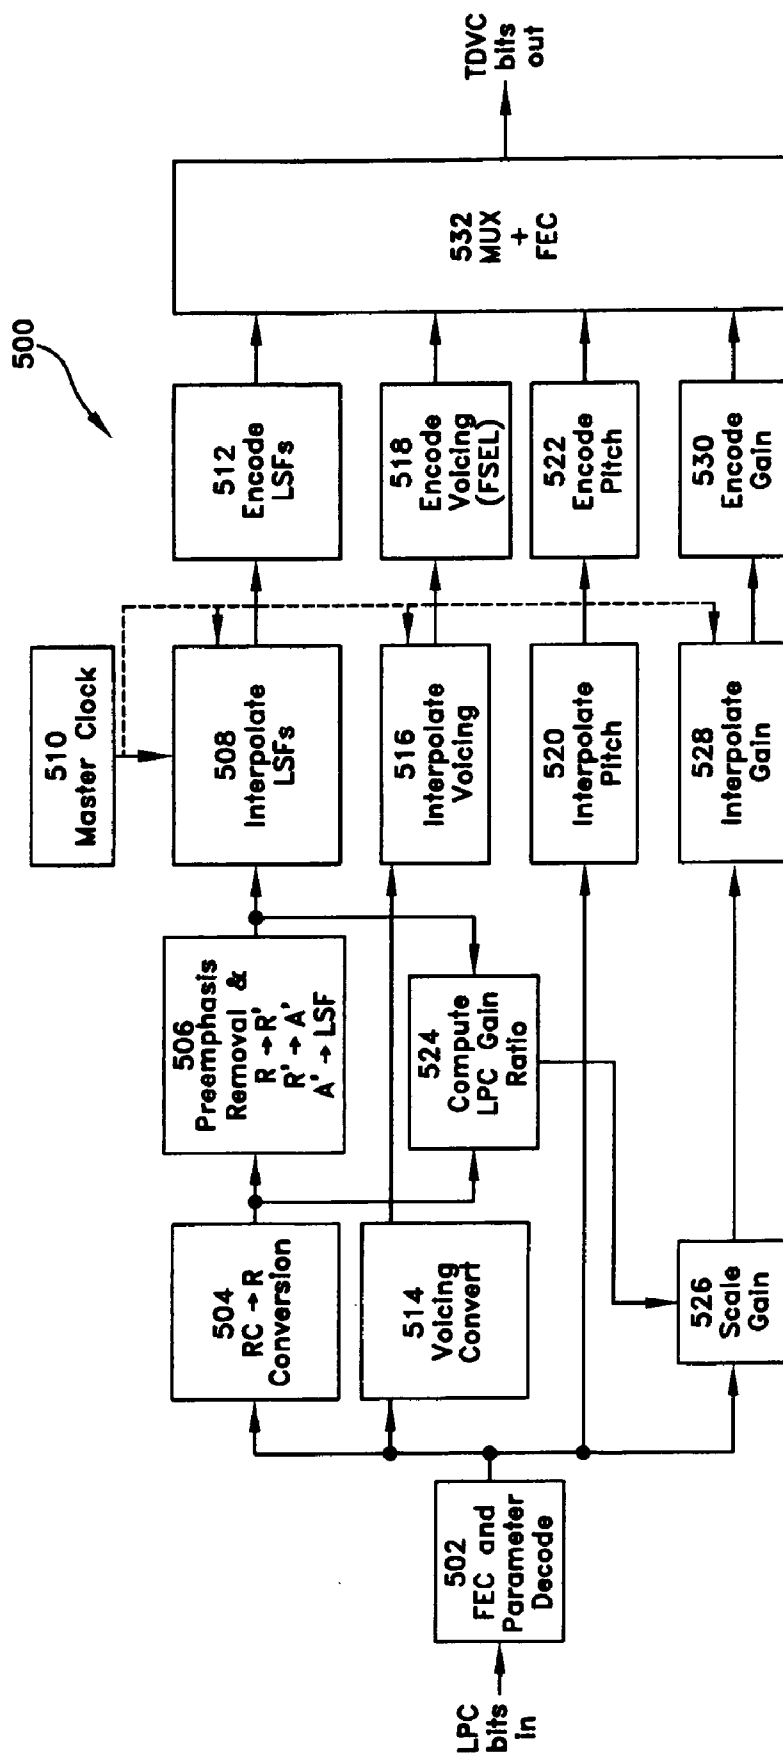 500
LPC
bits
in
502
FEC and
Parameter
Decode
504
RC → R
Conversion
506
Preemphasis
Removal &
R → R'
R' → A'
A' → LSF
510
Master Clock
508
Interpolate
LSFs
512
Encode
LSFs
514
Voicing
Convert
516
Interpolate
Voicing
518
Encode
Voicing
(FSEL)
520
Interpolate
Pitch
522
Encode
Pitch
524
Compute
LPC Gain
Ratio
526
Scale
Gain
528
Interpolate
Gain
530
Encode
Gain
532
MUX
+
FEC
TDVC
bits
out